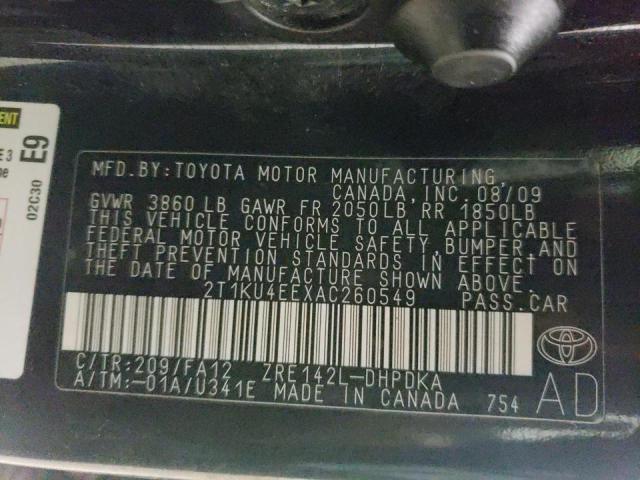 ENT
E 3
ne
E9
02C30
MFD. BY: TOYOTA MOTOR MANUFACTURING,
CANADA, INC. 08/09
GVWR 3860 LB GAWR FR 2050LB, RR 1850LB
THIS VEHICLE CONFORMS TO ALL APPLICABLE
FEDERAL MOTOR VEHICLE SAFETY, BUMPER, AND
THEFT PREVENTION STANDARDS IN EFFECT ON
THE DATE OF MANUFACTURE SHOWN ABOVE.
2T1KU4EEXAC260549 PASS.CAR
C/TR:209/FA12 ZRE142L-DHPDKA
A/TM:-01A/U341E MADE IN CANADA 754
AD